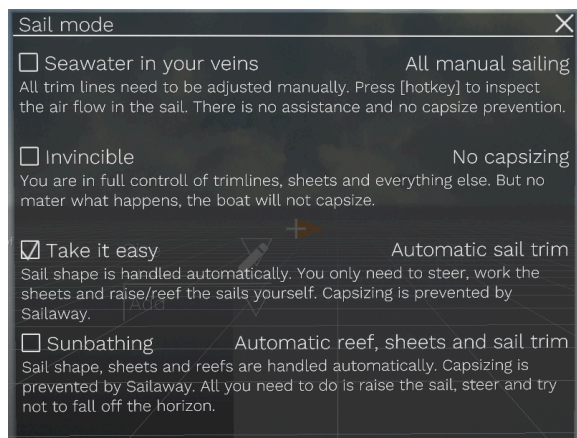 Sail mode
Seawater in your veins All manual sailing
All trim lines need to be adjusted manually. Press [hotkey] to inspect
the air flow in the sail. There is no assistance and no capsize prevention.
Invincible No capsizing
You are in full controll of trimlines, sheets and everything else. But no
mater what happens, the boat will not capsize.
Take it easy Automatic sail trim
Sail shape is handled automatically. You only need to steer, work the
sheets and raise/reef the sails yourself. Capsizing is prevented by
Sailaway.
Add
Sunbathing Automatic reef, sheets and sail trim
Sail shape, sheets and reefs are handled automatically. Capsizing is
prevented by Sailaway. All you need to do is raise the sail, steer and try
not to fall off the horizon.